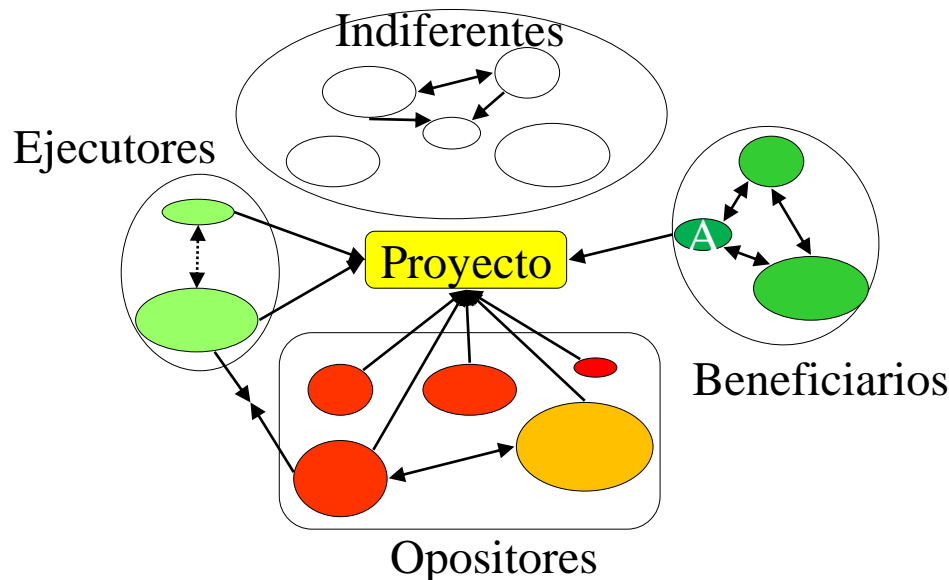 Indiferentes
Ejecutores
A
Proyecto
Beneficiarios
Opositores